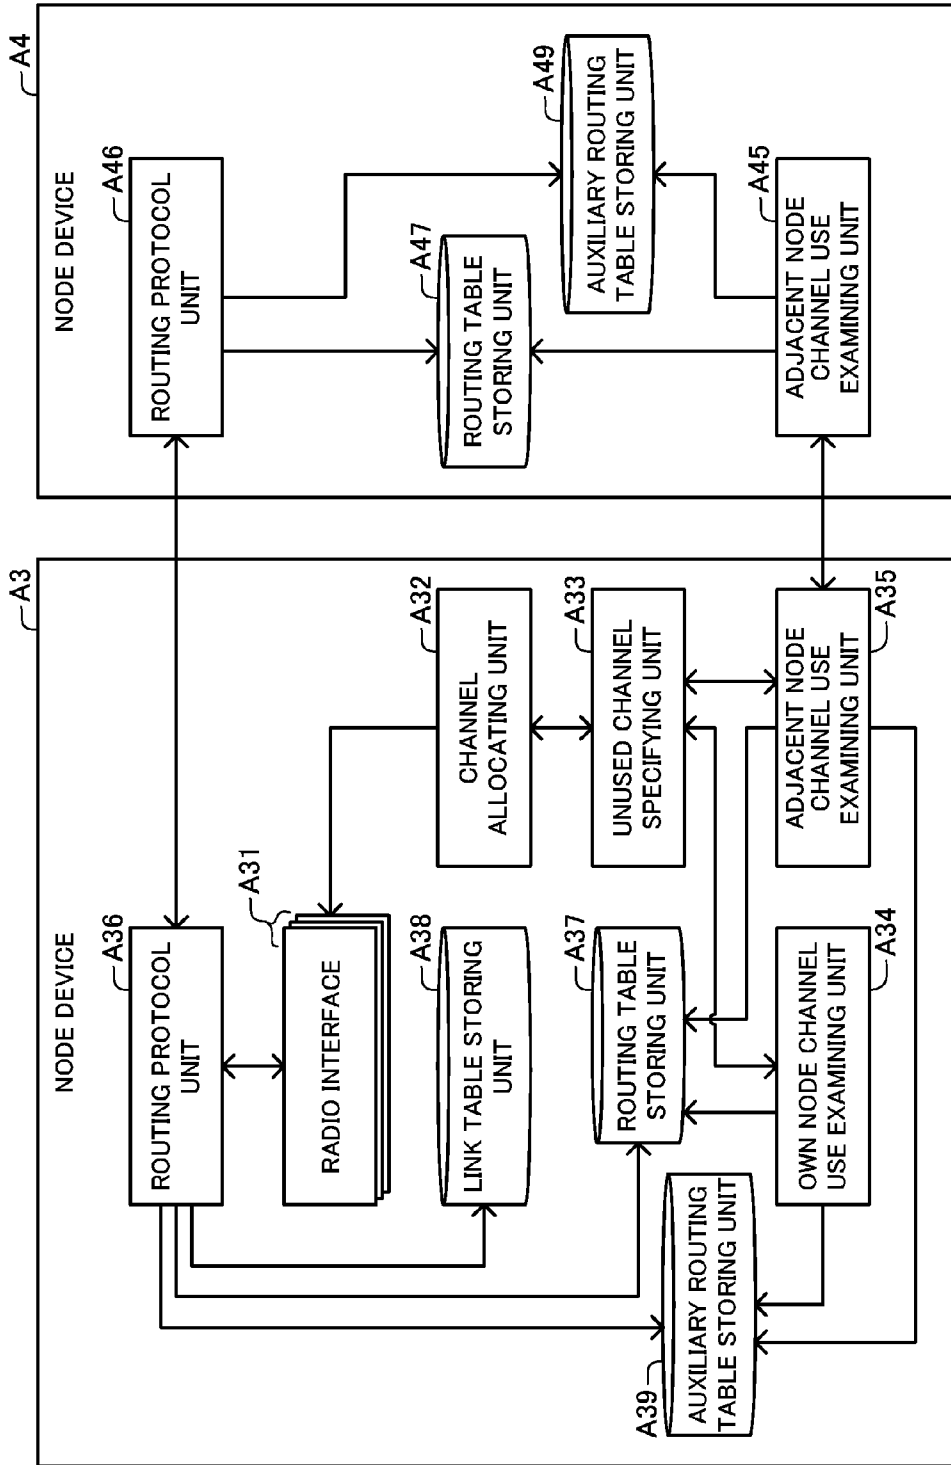 A3
NODE DEVICE
A36
ROUTING PROTOCOL
UNIT
A31
RADIO INTERFACE
A32
CHANNEL
ALLOCATING UNIT
A38
LINK TABLE STORING
UNIT
A33
UNUSED CHANNEL
SPECIFYING UNIT
A37
ROUTING TABLE
STORING UNIT
A39
AUXILIARY ROUTING
TABLE STORING UNIT
A34
OWN NODE CHANNEL
USE EXAMINING UNIT
A35
ADJACENT NODE
CHANNEL USE
EXAMINING UNIT
A4
NODE DEVICE
A46
ROUTING PROTOCOL
UNIT
A47
ROUTING TABLE
STORING UNIT
A49
AUXILIARY ROUTING
TABLE STORING UNIT
A45
ADJACENT NODE
CHANNEL USE
EXAMINING UNIT